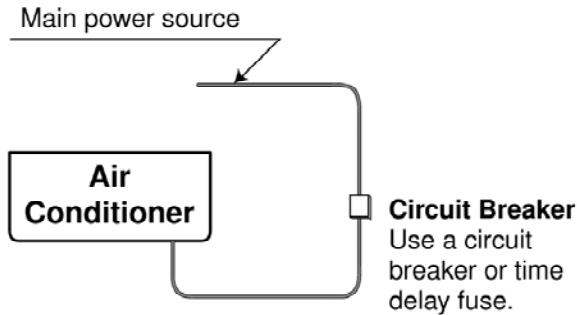 Main power source
Air
Conditioner
Circuit Breaker
Use a circuit
breaker or time
delay fuse.